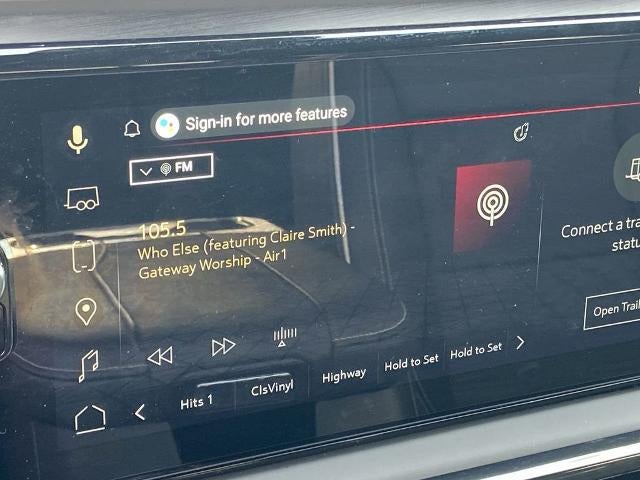 Sign-in for more features
FM
105.5
Who Else (featuring Claire Smith) -
Gateway Worship - Air1
Connect a tra
statu
Open Trail
Hits 1
ClsVinyl
Highway
Hold to Set
Hold to Set